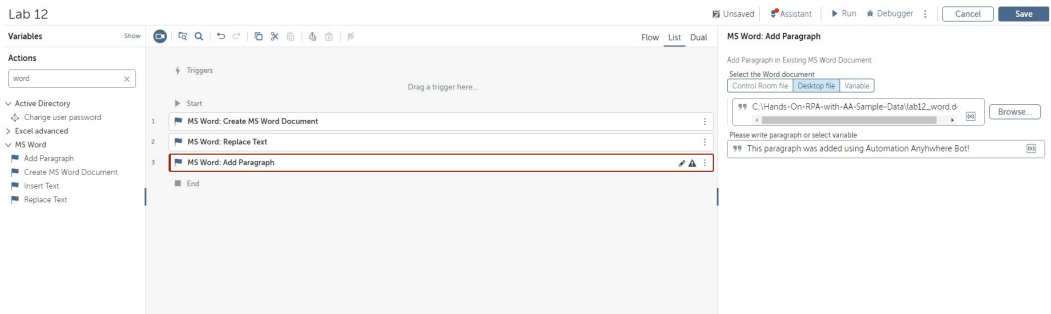 Lab 12
Unsaved
Assistant
Run
Debugger
Cancel
Save
Variables
Show
Actions
word
Active Directory
Change user password
Excel advanced
MS Word
Add Paragraph
Create MS Word Document
Insert Text
Replace Text
Flow List Dual
Triggers
Drag a trigger here...
Start
1 MS Word: Create MS Word Document
2 MS Word: Replace Text
3 MS Word: Add Paragraph
End
MS Word: Add Paragraph
Add Paragraph in Existing MS Word Document
Select the Word document
Control Room file Desktop file Variable
C:\Hands-On-RPA-with-AA-Sample-Data\lab12_word.d
(x)
Browse...
Please write paragraph or select variable
This paragraph was added using Automation Anyhwhere Bot!
(x)